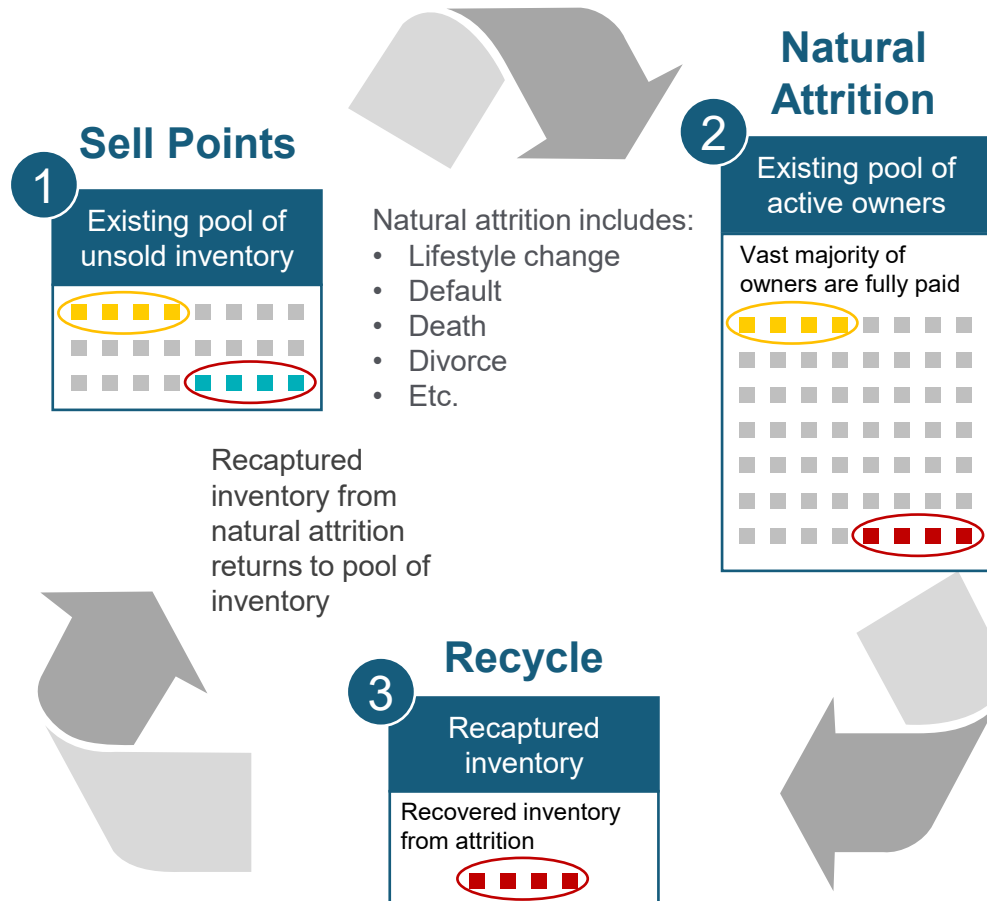 Sell Points
1
Existing pool of
unsold inventory
Natural
Attrition
2
Existing pool of
active owners
Vast majority of
owners are fully paid
Natural attrition includes:
• Lifestyle change
• Default
• Death
• Divorce
• Etc.
Recaptured
inventory from
natural attrition
returns to pool of
inventory
Recycle
3
Recaptured
inventory
Recovered inventory
from attrition